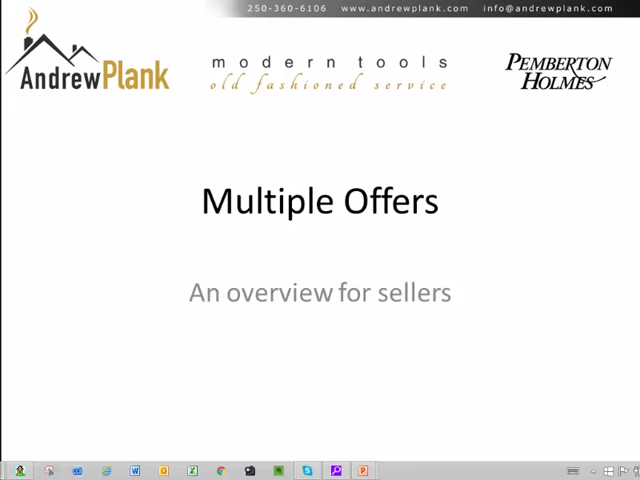 250-360-6106 www.andrewplank.com info@andrewplank.com
AndrewPlank
modern tools
old fashioned service
PEMBERTON
HOLMES
Multiple Offers
An overview for sellers